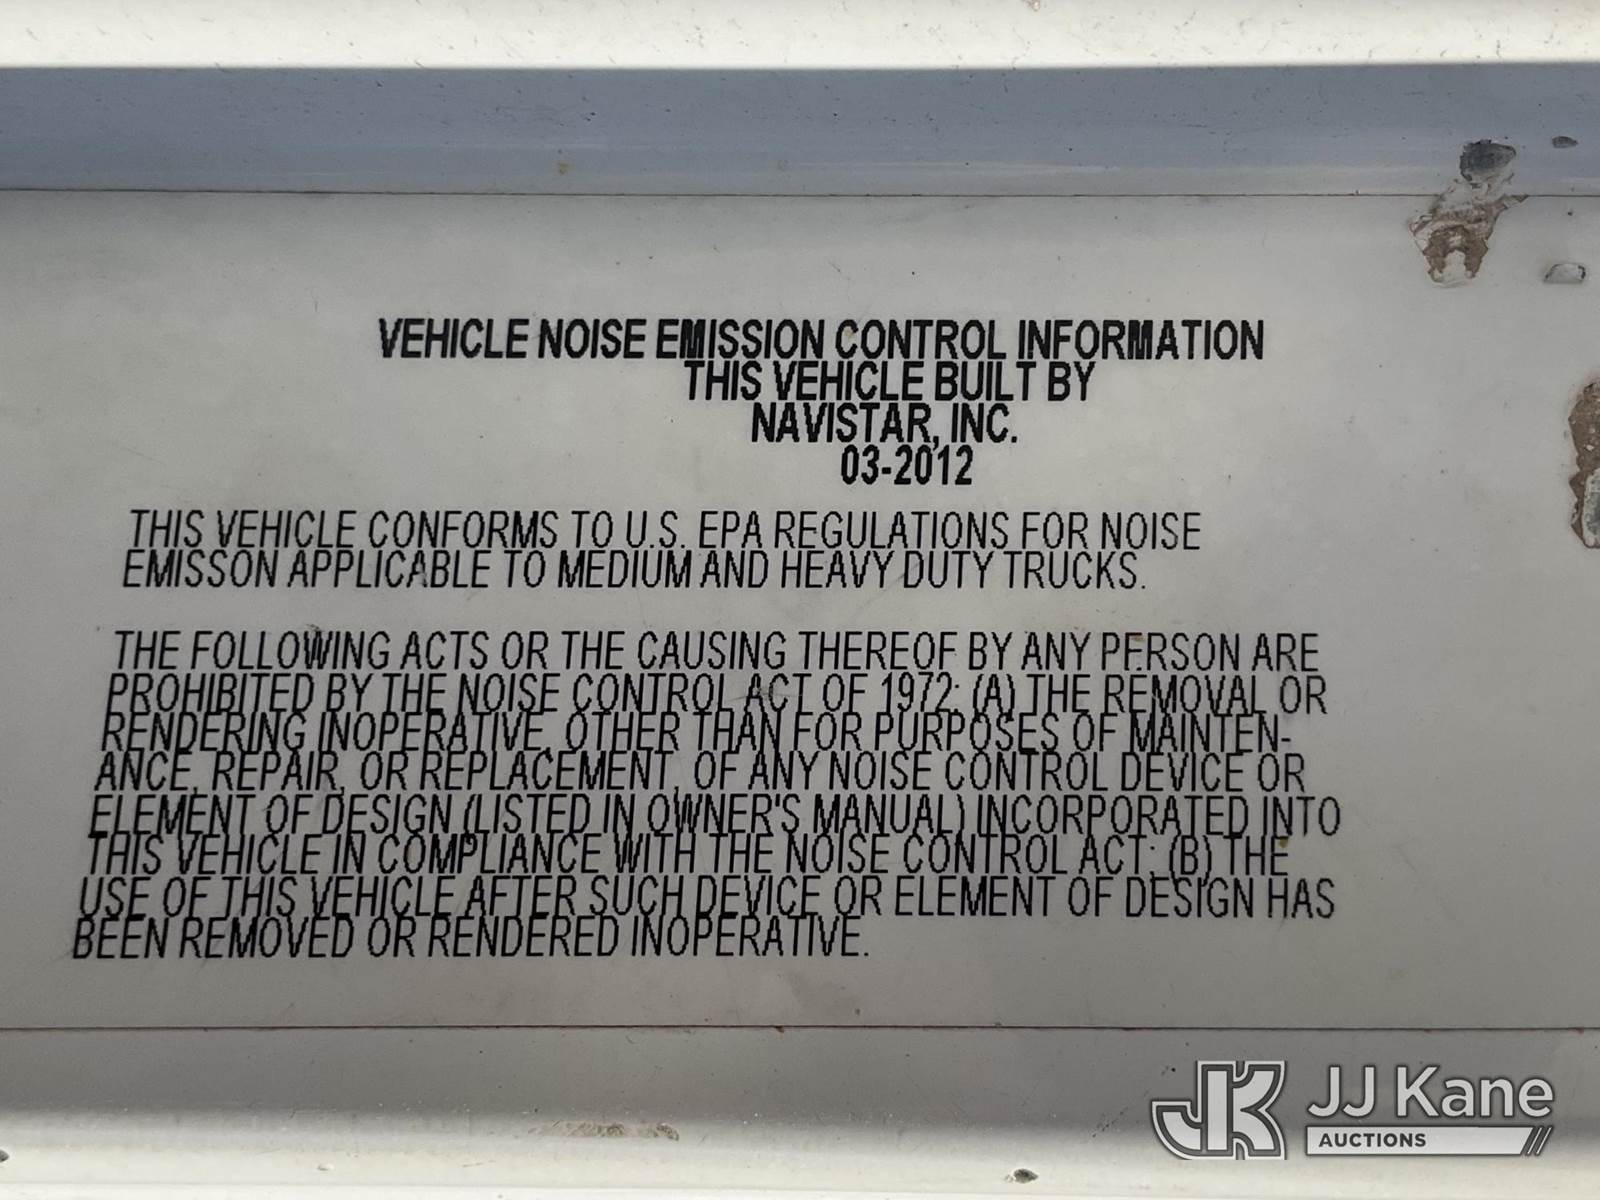 VEHICLE NOISE EMISSION CONTROL INFORMATION
THIS VEHICLE BUILT BY
NAVISTAR, INC.
03-2012
THIS VEHICLE CONFORMS TO U.S. EPA REGULATIONS FOR NOISE
EMISSON APPLICABLE TO MEDIUM AND HEAVY DUTY TRUCKS.
THE FOLLOWING ACTS OR THE CAUSING THEREOF BY ANY PERSON ARE
PROHIBITED BY THE NOISE CONTROL ACT OF 1972: (A) THE REMOVAL OR
RENDERING INOPERATIVE, OTHER THAN FOR PURPOSES OF MAINTEN-
ANCE, REPAIR, OR REPLACEMENT, OF ANY NOISE CONTROL DEVICE OR
ELEMENT OF DESIGN (LISTED IN OWNER'S MANUAL) INCORPORATED INTO
THIS VEHICLE IN COMPLIANCE WITH THE NOISE CONTROL ACT; (B) THE
USE OF THIS VEHICLE AFTER SUCH DEVICE OR ELEMENT OF DESIGN HAS
BEEN REMOVED OR RENDERED INOPERATIVE.
JK JJ Kane
AUCTIONS